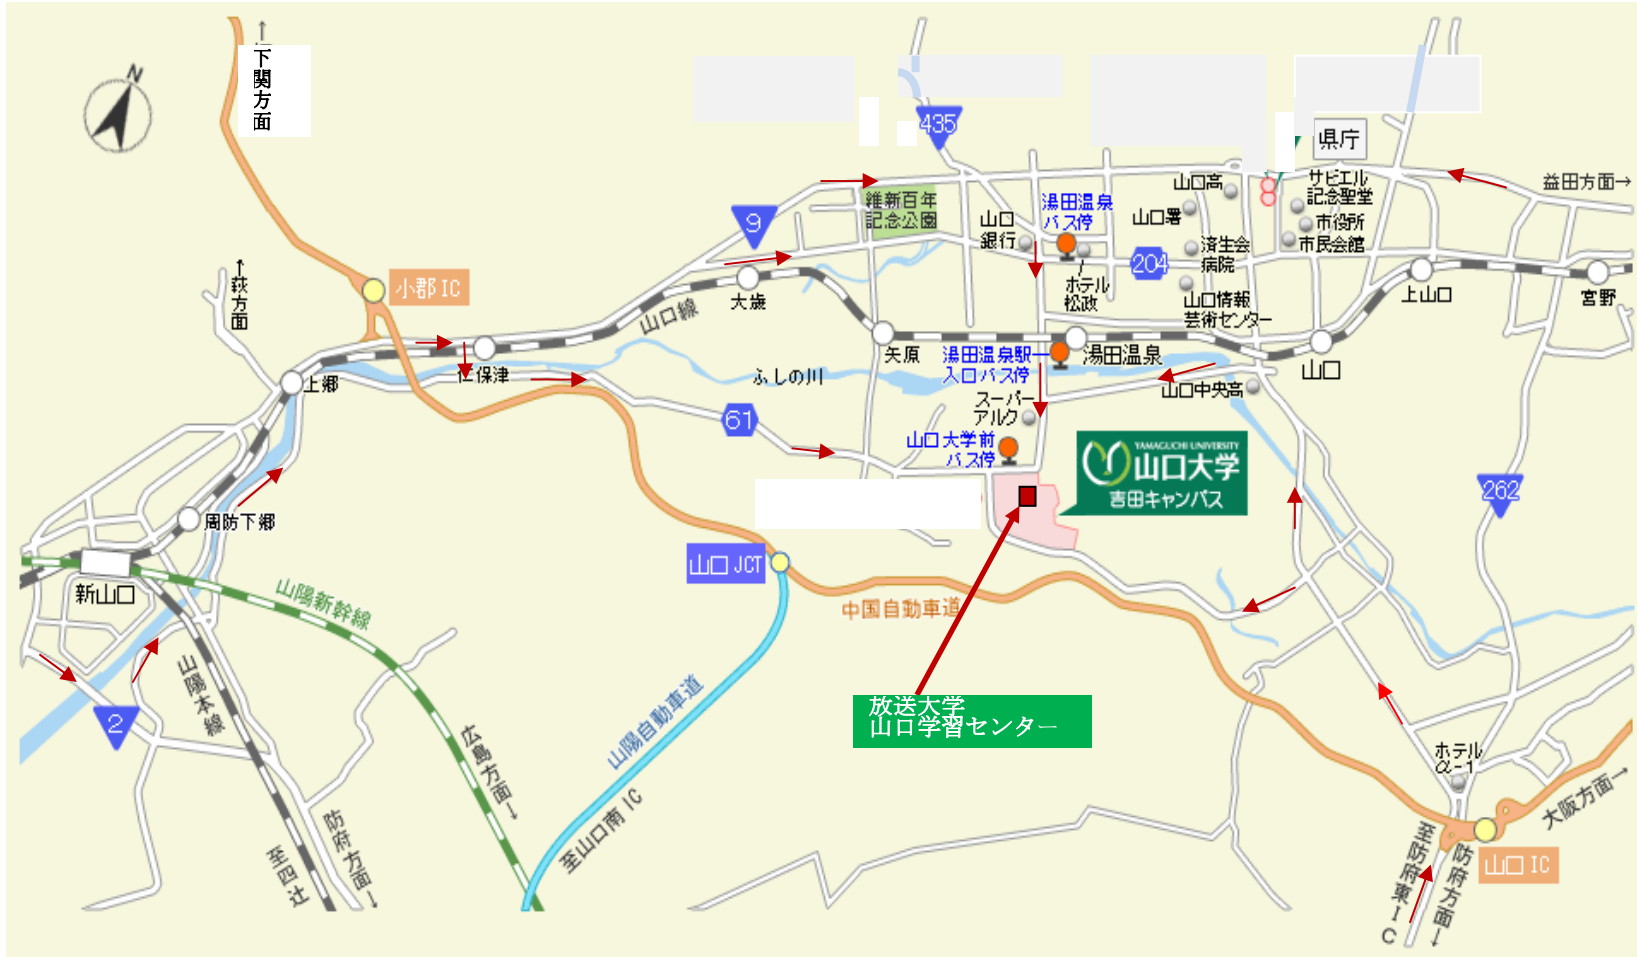 ↑
下関方面
N
435
県庁
益田方面→
山口高
サビエル
記念聖堂
維新百年
記念公園
湯田温泉
バス停
山口署
山口
銀行
市役所
市民会館
9
済生会
病院
204
ホテル
松政
小郡IC
大歳
上山口
宮野
↑萩方面
山口線
山口情報
芸術センター
矢原
湯田温泉駅
入口バス停
湯田温泉
山口
上郷
仁保津
ふしの川
山口中央高
スーパー
アルク
61
山口大学前
バス停
YAMAGUCHI UNIVERSITY
山口大学
吉田キャンパス
262
周防下郷
山口JCT
新山口
山陽新幹線
中国自動車道
山陽本線
放送大学
山口学習センター
2
山陽自動車道
広島方面→
ホテル
α-1
大阪方面→
至山口南IC
防府方面→
至四辻
至防府東IC
防府方面→
山口IC